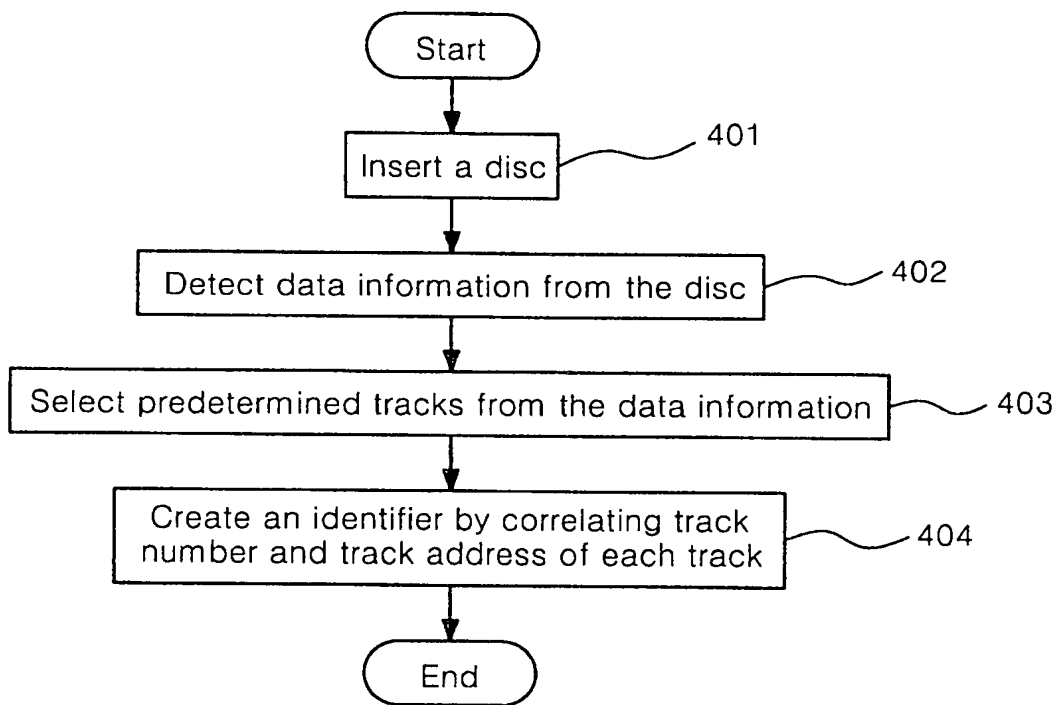 Start
Insert a disc
401
Detect data information from the disc
402
Select predetermined tracks from the data information
403
Create an identifier by correlating track
number and track address of each track
404
End